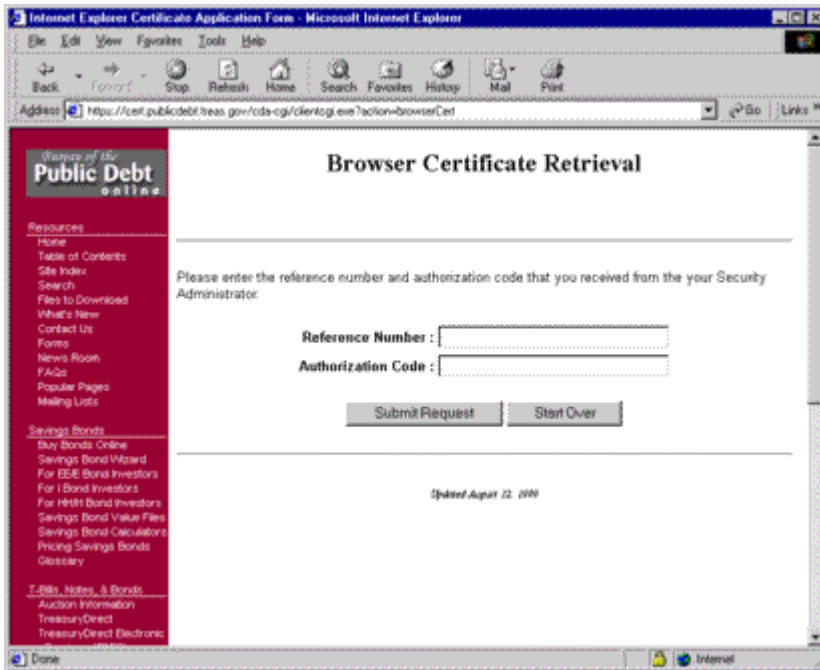 Internet Explorer Certificate Application Form - Microsoft Internet Explorer
File Edit View Favorites Tools Help
Back Forward Stop Refresh Home Search Favorites History Mail Print
Address https://cert.publicdebt.treas.gov/cda-cgi/clientcgi.exe?action=browserCert Go Links »
Bureau of the
Public Debt
online
Resources
Home
Table of Contents
Site Index
Search
Files to Download
What's New
Contact Us
Forms
News Room
FAQs
Popular Pages
Mailing Lists
Savings Bonds
Buy Bonds Online
Savings Bond Wizard
For EE/E Bond Investors
For I Bond Investors
For HH/H Bond Investors
Savings Bond Value Files
Savings Bond Calculators
Pricing Savings Bonds
Glossary
T-Bills, Notes, & Bonds
Auction Information
TreasuryDirect
TreasuryDirect Electronic
Browser Certificate Retrieval
Please enter the reference number and authorization code that you received from the your Security
Administrator.
Reference Number :
Authorization Code :
Submit Request Start Over
Updated August 12,
Done Internet